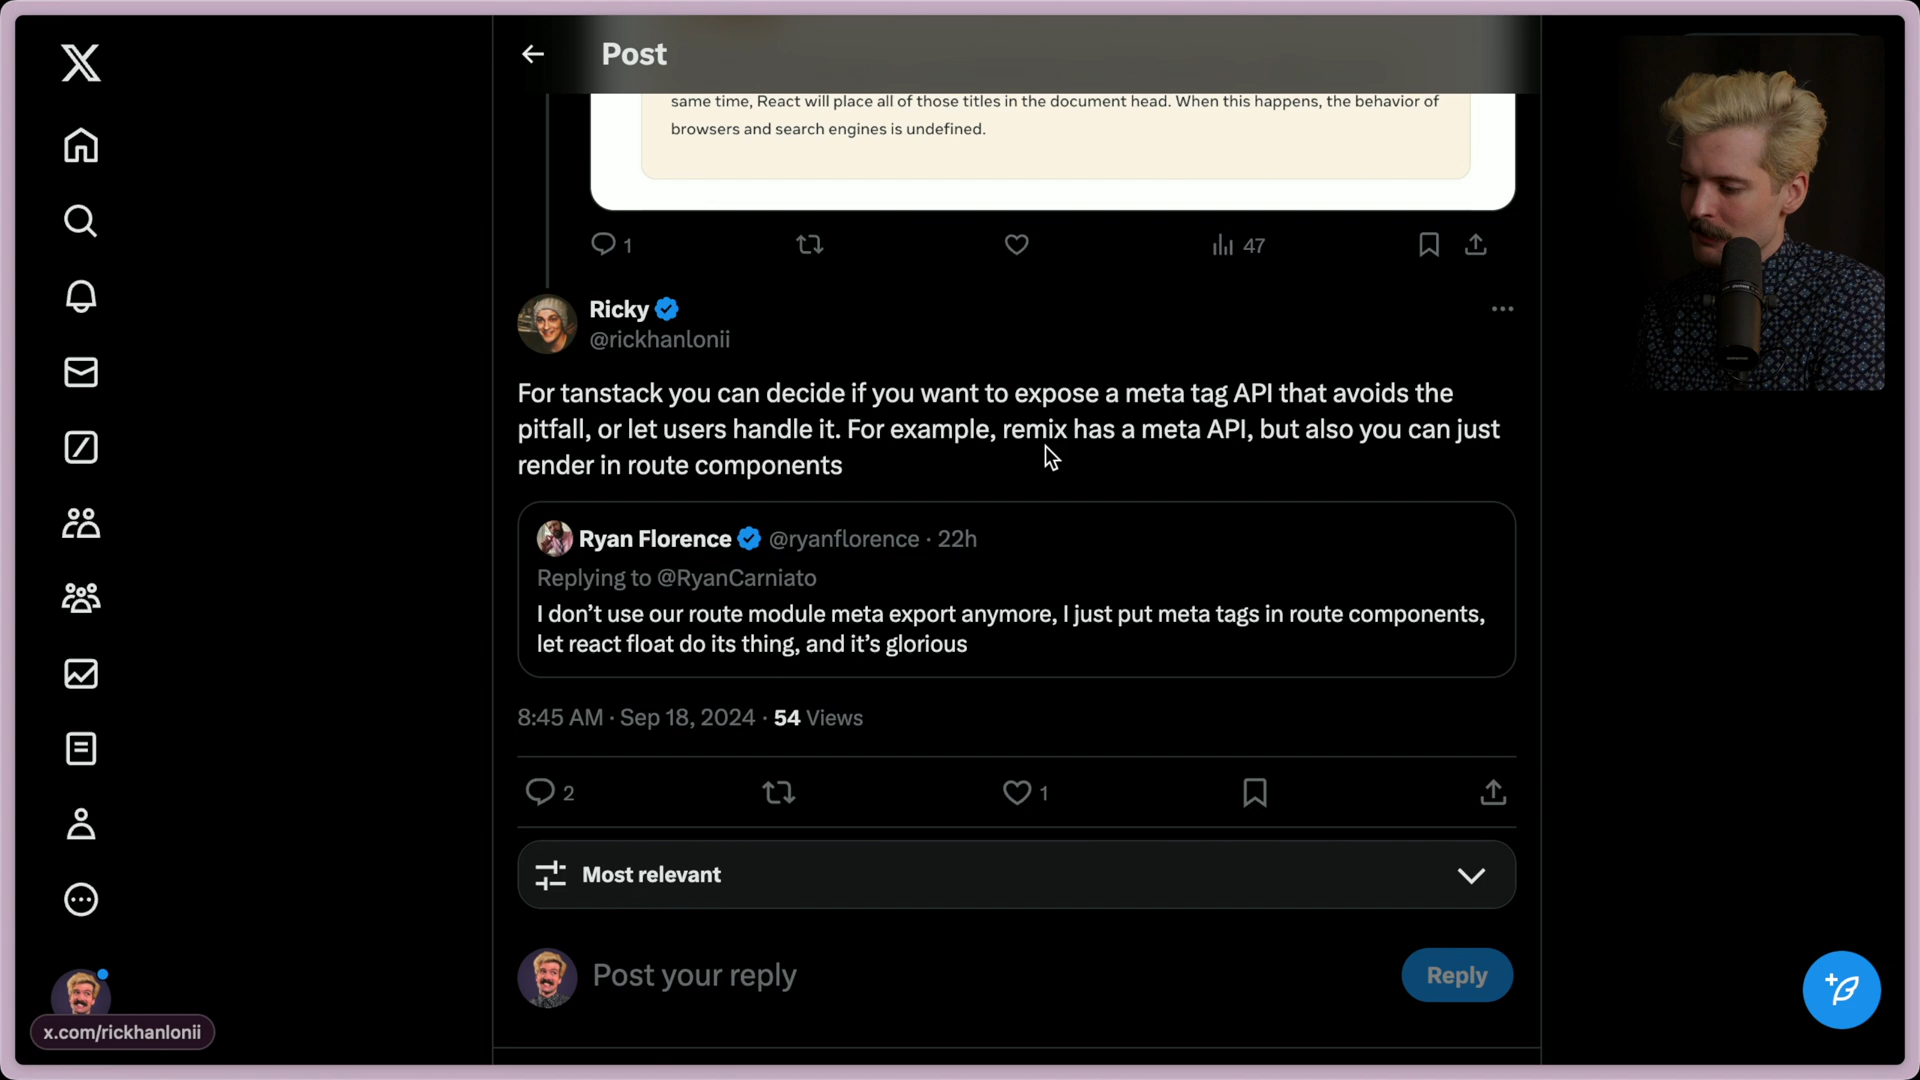 Post
same time, React will place all of those titles in the document head. When this happens, the behavior of
browsers and search engines is undefined.
1
47
Ricky
@rickhanlonii
For tanstack you can decide if you want to expose a meta tag API that avoids the
pitfall, or let users handle it. For example, remix has a meta API, but also you can just
render in route components
Ryan Florence @ryanflorence · 22h
Replying to @RyanCarniato
I don’t use our route module meta export anymore, I just put meta tags in route components,
let react float do its thing, and it’s glorious
8:45 AM · Sep 18, 2024 · 54 Views
2
1
Most relevant
Post your reply
Reply
x.com/rickhanlonii